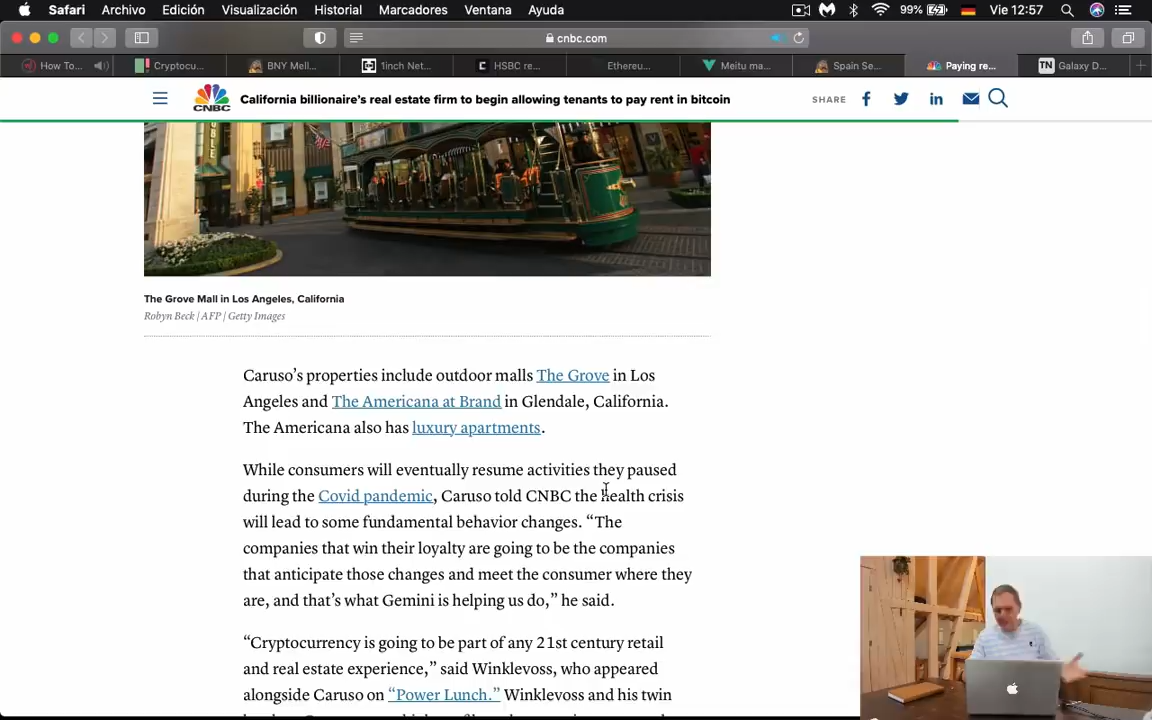 Safari Archivo Edición Visualización Historial Marcadores Ventana Ayuda 99% Vie 12:57
cnbc.com
How To... Cryptocu... BNY Mell... 1inch Net... HSBC re... Ethereu... Meitu ma... Spain Se... Paying re... TN Galaxy D...
CNBC California billionaire's real estate firm to begin allowing tenants to pay rent in bitcoin SHARE
The Grove Mall in Los Angeles, California
Robyn Beck | AFP | Getty Images
Caruso’s properties include outdoor malls The Grove in Los
Angeles and The Americana at Brand in Glendale, California.
The Americana also has luxury apartments.
While consumers will eventually resume activities they paused
during the Covid pandemic, Caruso told CNBC the health crisis
will lead to some fundamental behavior changes. “The
companies that win their loyalty are going to be the companies
that anticipate those changes and meet the consumer where they
are, and that’s what Gemini is helping us do,” he said.
“Cryptocurrency is going to be part of any 21st century retail
and real estate experience,” said Winklevoss, who appeared
alongside Caruso on “Power Lunch.” Winklevoss and his twin